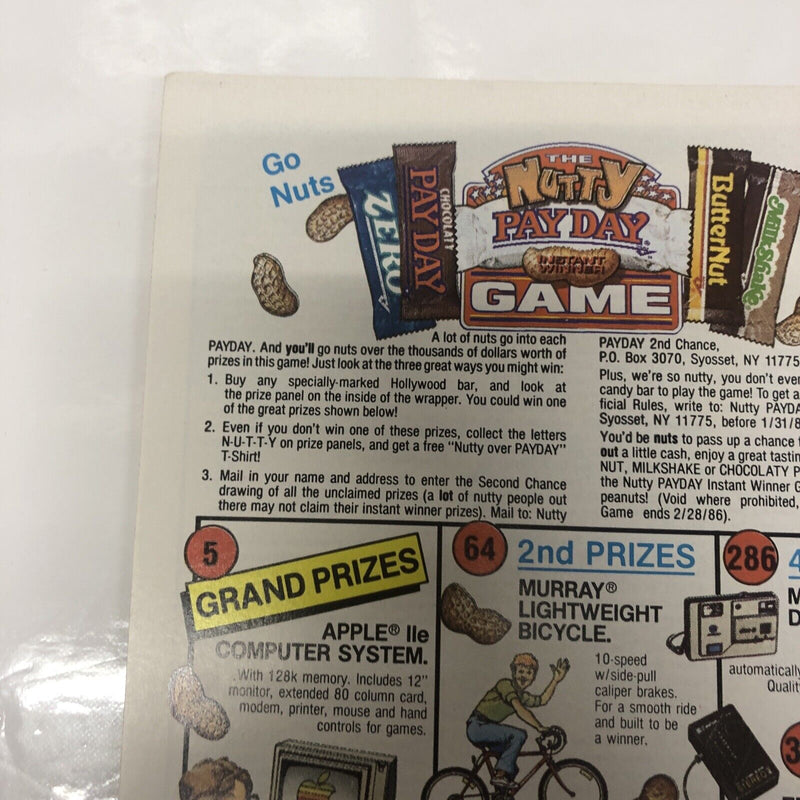 Go
Nuts
ZERO
CHOCOLATY
PAY DAY
THE
NUTTY
PAY DAY
INSTANT
WINNER
GAME
ButterNut
Milk Shake
A lot of nuts go into each
PAYDAY. And you'll go nuts over the thousands of dollars worth of
prizes in this game! Just look at the three great ways you might win:
1. Buy any specially-marked Hollywood bar, and look at
the prize panel on the inside of the wrapper. You could win one
of the great prizes shown below!
2. Even if you don't win one of these prizes, collect the letters
N-U-T-T-Y on prize panels, and get a free "Nutty over PAYDAY"
T-Shirt!
3. Mail in your name and address to enter the Second Chance
drawing of all the unclaimed prizes (a lot of nutty people out
there may not claim their instant winner prizes). Mail to: Nutty
PAYDAY 2nd Chance,
P.O. Box 3070, Syosset, NY 11775
Plus, we're so nutty, you don't even
candy bar to play the game! To get a
ficial Rules, write to: Nutty PAYDA
Syosset, NY 11775, before 1/31/8
You'd be nuts to pass up a chance
out a little cash, enjoy a great tastin
NUT, MILKSHAKE or CHOCOLATY P
the Nutty PAYDAY Instant Winner G
peanuts! (Void where prohibited,
Game ends 2/28/86).
5
GRAND PRIZES
APPLE® IIe
COMPUTER SYSTEM.
With 128k memory. Includes 12"
monitor, extended 80 column card,
modem, printer, mouse and hand
controls for games.
64
2nd PRIZES
MURRAY®
LIGHTWEIGHT
BICYCLE.
10-speed
w/side-pull
caliper brakes.
For a smooth ride
and built to be
a winner.
286
4
M
D
automatically
Qualit
3